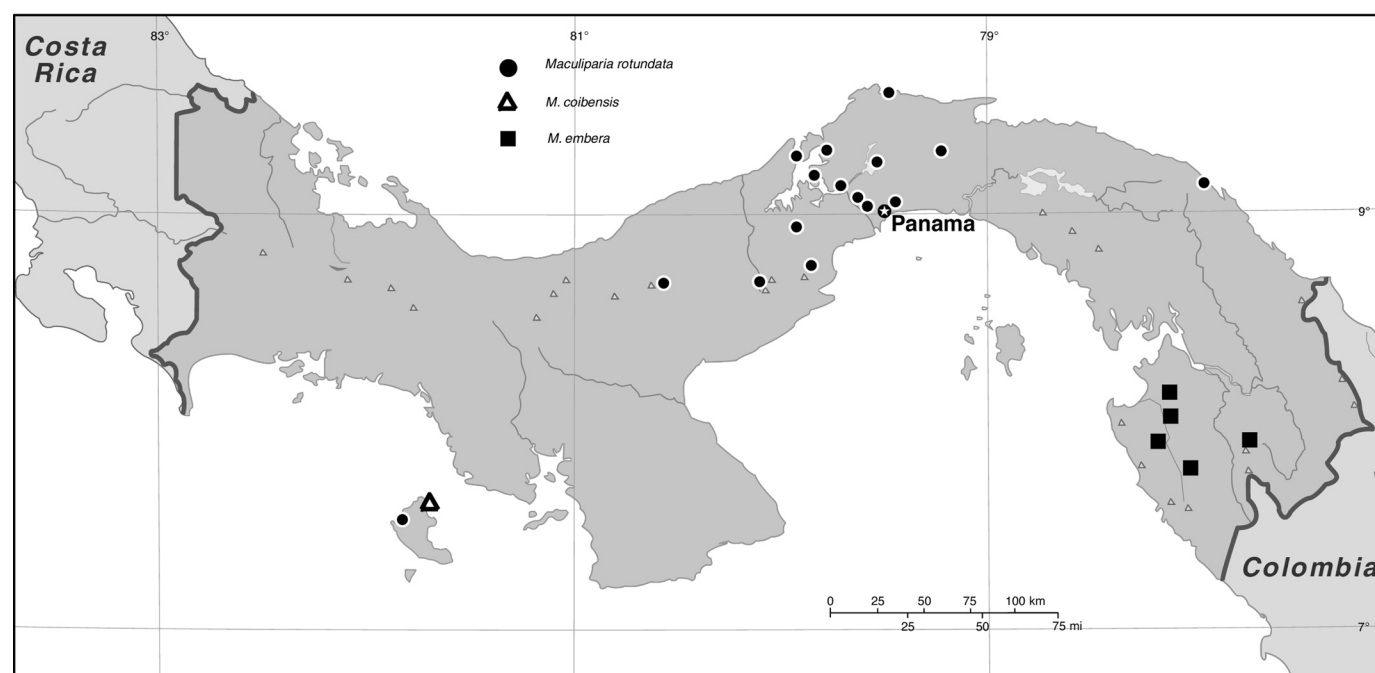 83°
81°
79°
Costa
Rica
Maculiparia rotundata
M. coibensis
M. embera
9°
Panama
Colombia
0 25 50 75 100 km
25 50 75 mi
7°